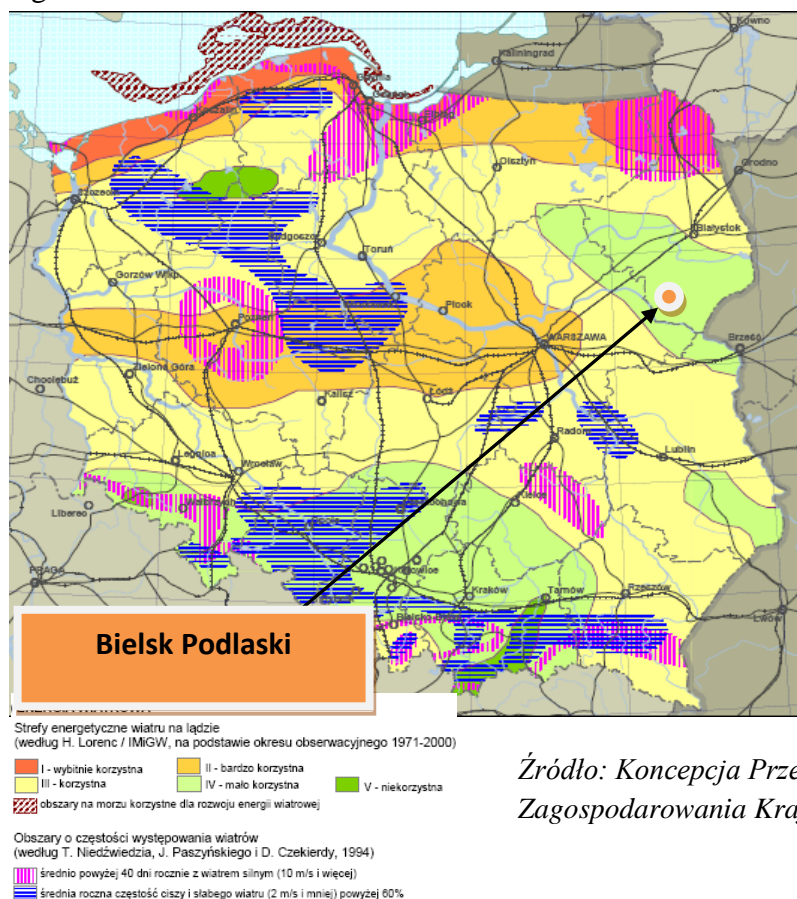 Kowno
Kaliningrad
Olsztyn
Grodno
Białystok
Toruń
Gorzów Wlkp.
Płock
Poznań
WARSZAWA
Brześć
Zielona Góra
Chociebuż
Kalisz
Łódź
Radom
Lublin
Legnica
Wrocław
Kielce
Liberec
PRAGA
Kraków
Tarnów
Rzeszów
Lwów
Bielsk Podlaski
Strefy energetyczne wiatru na lądzie
(według H. Lorenc / IMiGW, na podstawie okresu obserwacyjnego 1971-2000)
I - wybitnie korzystna II - bardzo korzystna
III - korzystna IV - mało korzystna V - niekorzystna
obszary na morzu korzystne dla rozwoju energii wiatrowej
Źródło: Koncepcja Prze
Zagospodarowania Kra
Obszary o częstości występowania wiatrów
(według T. Niedźwiedzia, J. Paszyńskiego i D. Czekierdy, 1994)
średnio powyżej 40 dni rocznie z wiatrem silnym (10 m/s i więcej)
średnia roczna częstość ciszy i słabego wiatru (2 m/s i mniej) powyżej 60%